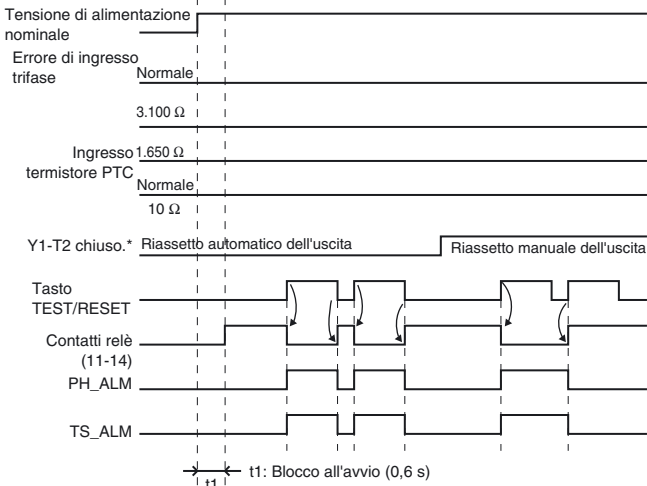 Tensione di alimentazione
nominale
Errore di ingresso
trifase
Normale
3.100 Ω
Ingresso
termistore PTC
1.650 Ω
Normale
10 Ω
Y1-T2 chiuso.*
Riassetto automatico dell'uscita
Riassetto manuale dell'uscita
Tasto
TEST/RESET
Contatti relè
(11-14)
PH_ALM
TS_ALM
t1
t1: Blocco all'avvio (0,6 s)